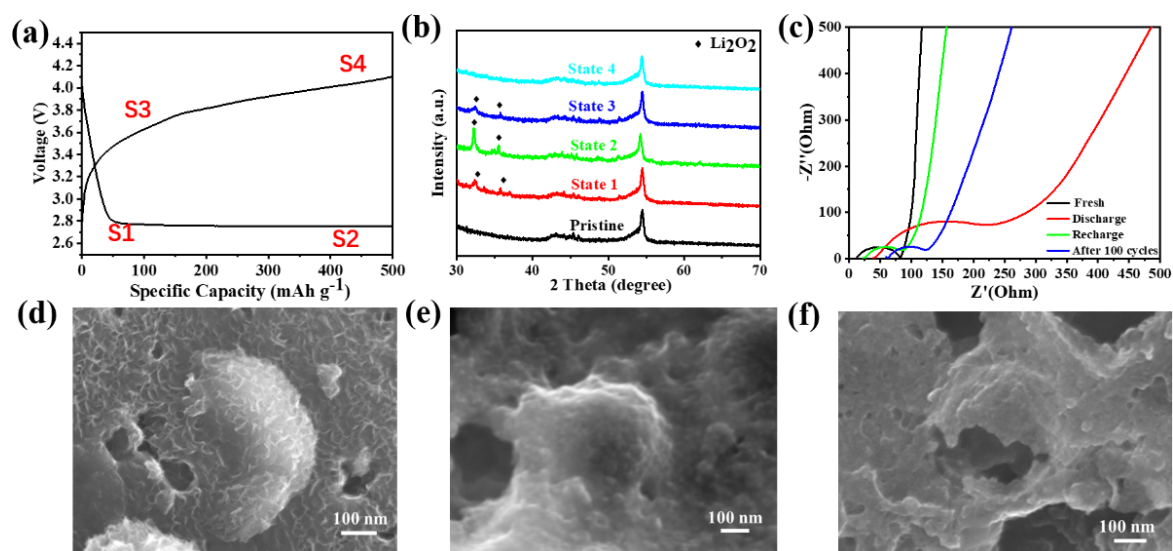 (a)
4.4
4.2
4.0
3.8
3.6
3.4
3.2
3.0
2.8
2.6
Voltage (V)
S1
S2
S3
S4
0
100
200
300
400
500
Specific Capacity (mAh g⁻¹)
(b)
Intensity (a.u.)
♦ Li₂O₂
State 4
State 3
State 2
State 1
Pristine
30
40
50
60
70
2 Theta (degree)
(c)
500
400
300
200
100
0
-Z''(Ohm)
Fresh
Discharge
Recharge
After 100 cycles
0
50
100
150
200
250
300
350
400
450
500
Z'(Ohm)
(d)
100 nm
(e)
100 nm
(f)
100 nm